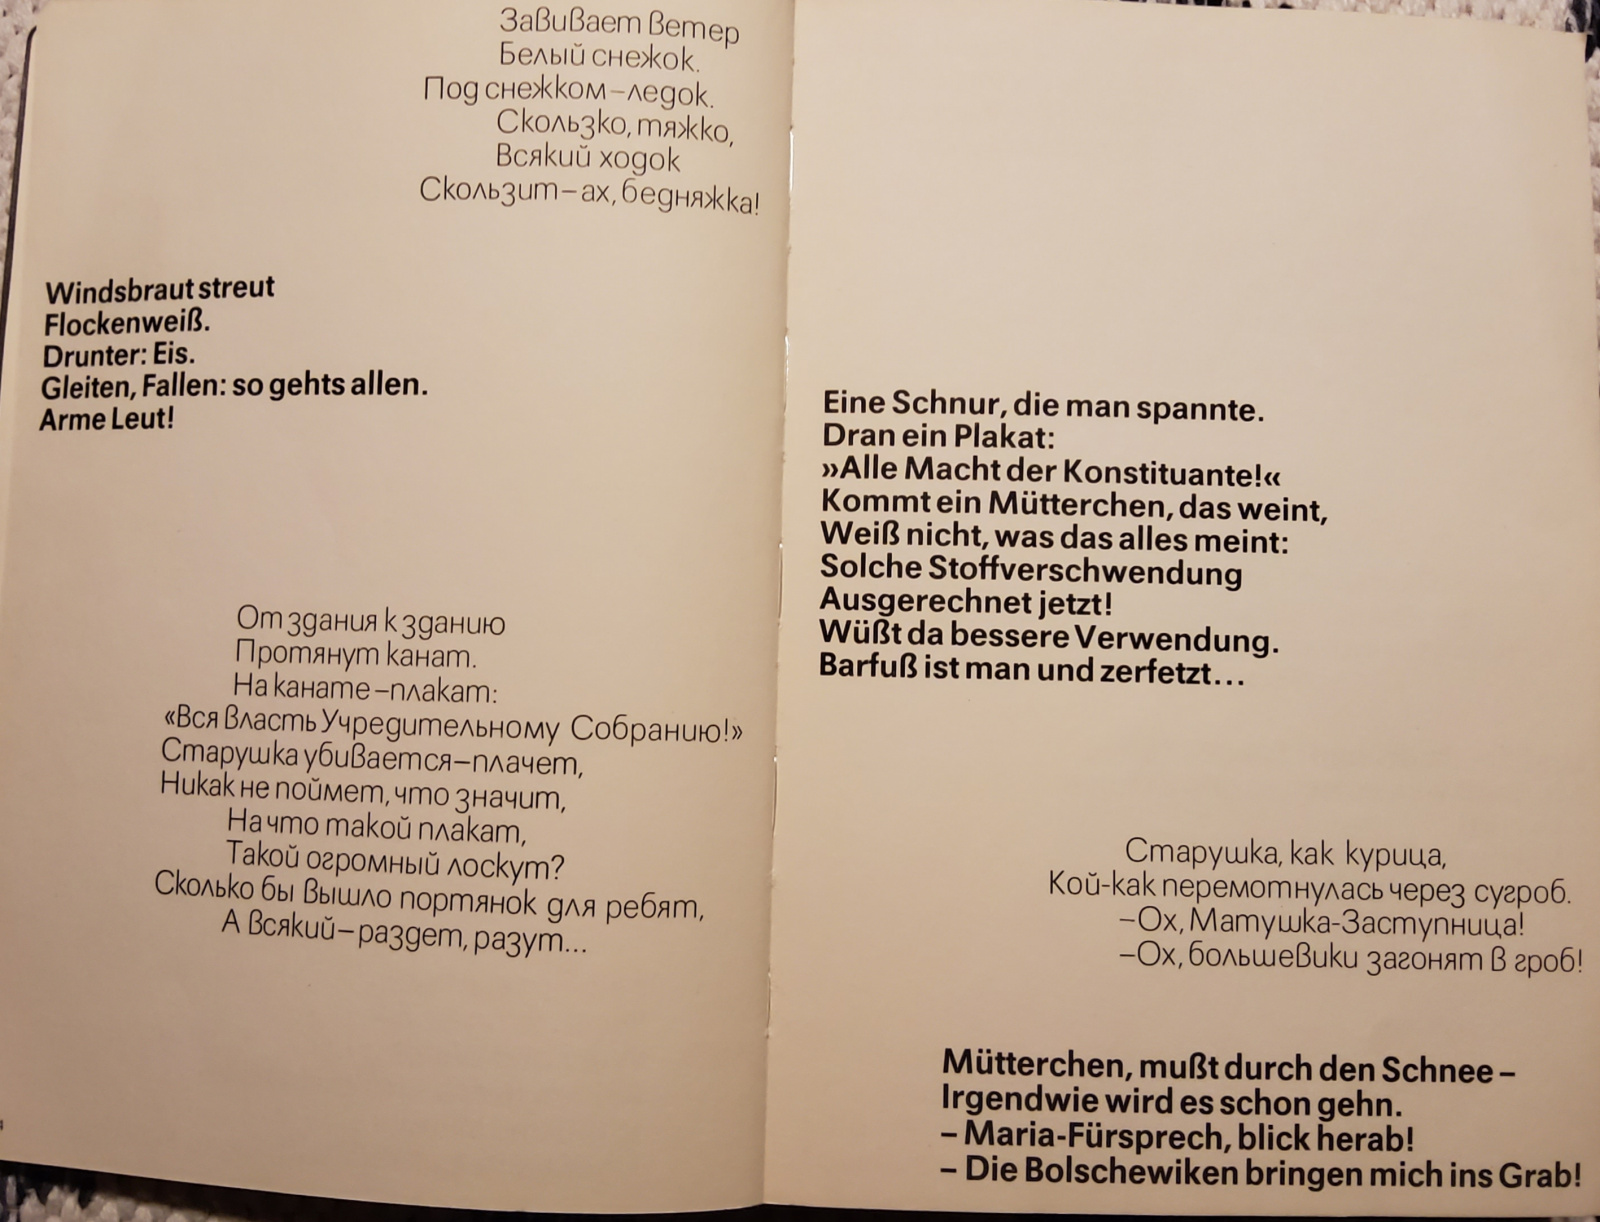 Завивает ветер
Белый снежок.
Под снежком–ледок.
Скользко, тяжко,
Всякий ходок
Скользит–ах, бедняжка!
Windsbraut streut
Flockenweiß.
Drunter: Eis.
Gleiten, Fallen: so gehts allen.
Arme Leut!
От здания к зданию
Протянут канат.
На канате–плакат:
«Вся власть Учредительному Собранию!»
Старушка убивается–плачет,
Никак не поймет, что значит,
На что такой плакат,
Такой огромный лоскут?
Сколько бы вышло портянок для ребят,
А всякий–раздет, разут...
Eine Schnur, die man spannte.
Dran ein Plakat:
»Alle Macht der Konstituante!«
Kommt ein Mütterchen, das weint,
Weiß nicht, was das alles meint:
Solche Stoffverschwendung
Ausgerechnet jetzt!
Wüßt da bessere Verwendung.
Barfuß ist man und zerfetzt...
Старушка, как курица,
Кой-как перемотнулась через сугроб.
–Ох, Матушка-Заступница!
–Ох, большевики загонят в гроб!
Mütterchen, mußt durch den Schnee –
Irgendwie wird es schon gehn.
– Maria-Fürsprech, blick herab!
– Die Bolschewiken bringen mich ins Grab!